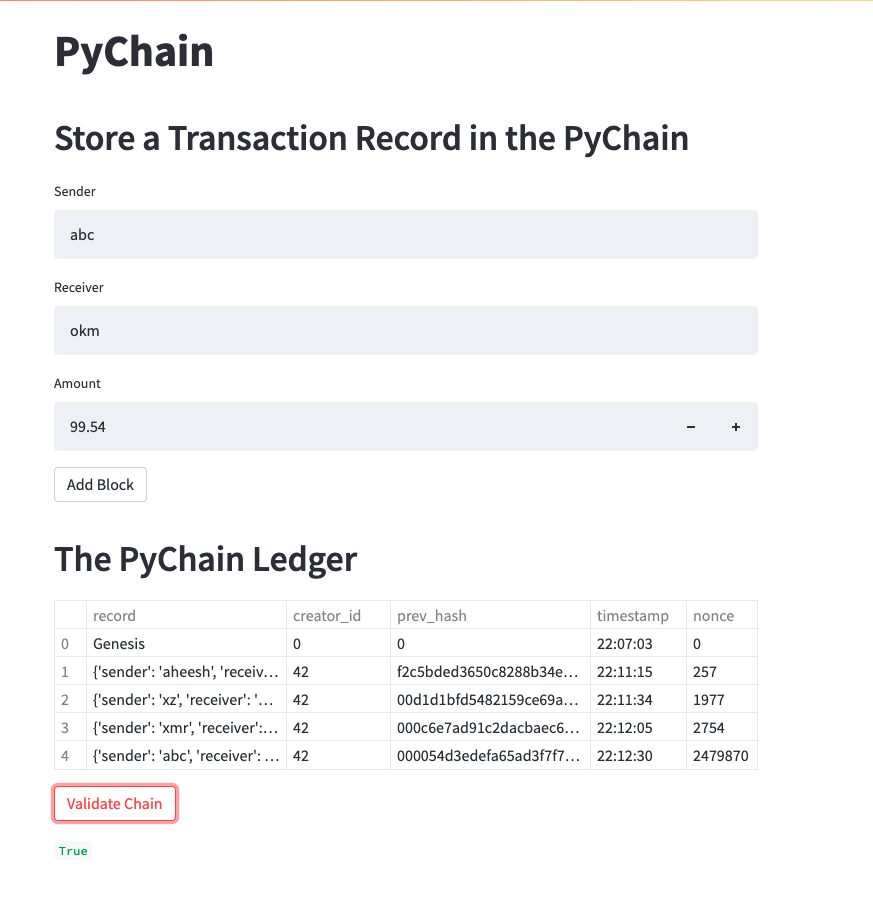 PyChain
Store a Transaction Record in the PyChain
Sender
abc
Receiver
okm
Amount
99.54 − +
Add Block
The PyChain Ledger
record creator_id prev_hash timestamp nonce
0 Genesis 0 0 22:07:03 0
1 {'sender': 'aheesh', 'receiv… 42 f2c5bded3650c8288b34e… 22:11:15 257
2 {'sender': 'xz', 'receiver': '… 42 00d1d1bfd5482159ce69a… 22:11:34 1977
3 {'sender': 'xmr', 'receiver':… 42 000c6e7ad91c2dacbaec6… 22:12:05 2754
4 {'sender': 'abc', 'receiver': … 42 000054d3edefa65ad3f7f7… 22:12:30 2479870
Validate Chain
True